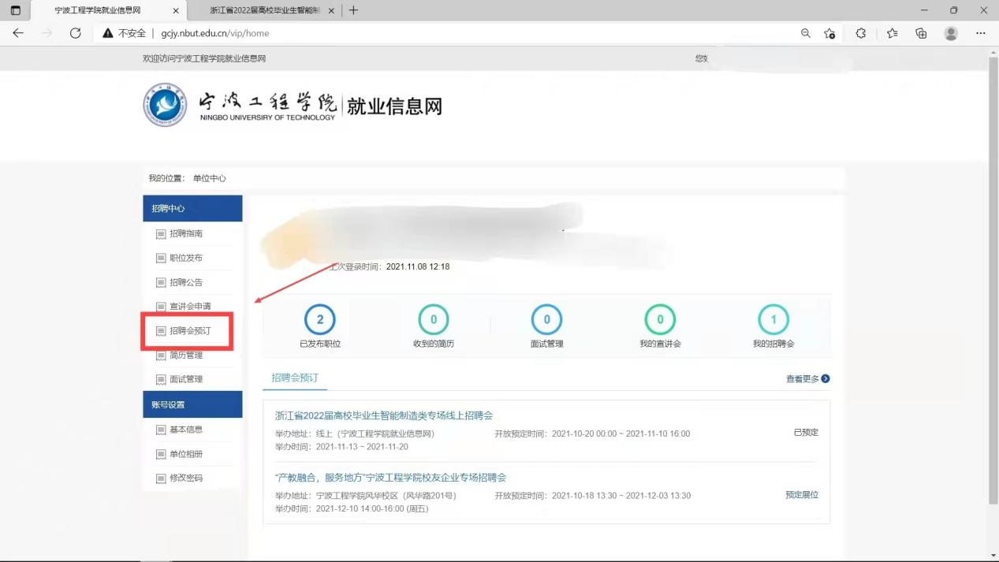 宁波工程学院就业信息网
浙江省2022届高校毕业生智能制
不安全
gcjy.nbut.edu.cn/vip/home
欢迎访问宁波工程学院就业信息网
您好
宁波工程学院
NINGBO UNIVERSIRY OF TECHNOLOGY
就业信息网
我的位置： 单位中心
招聘中心
招聘指南
职位发布
招聘公告
宣讲会申请
招聘会预订
简历管理
面试管理
账号设置
基本信息
单位相册
修改密码
上次登录时间：2021.11.08 12:18
2
已发布职位
0
收到的简历
0
面试管理
0
我的宣讲会
1
我的招聘会
招聘会预订
查看更多
浙江省2022届高校毕业生智能制造类专场线上招聘会
举办地址：线上（宁波工程学院就业信息网） 开放预定时间：2021-10-20 00:00 ~ 2021-11-10 16:00
已预定
举办时间：2021-11-13 ~ 2021-11-20
“产教融合，服务地方”宁波工程学院校友企业专场招聘会
举办地址：宁波工程学院风华校区（风华路201号） 开放预定时间：2021-10-18 13:30 ~ 2021-12-03 13:30
预定展位
举办时间：2021-12-10 14:00-16:00 (周五)